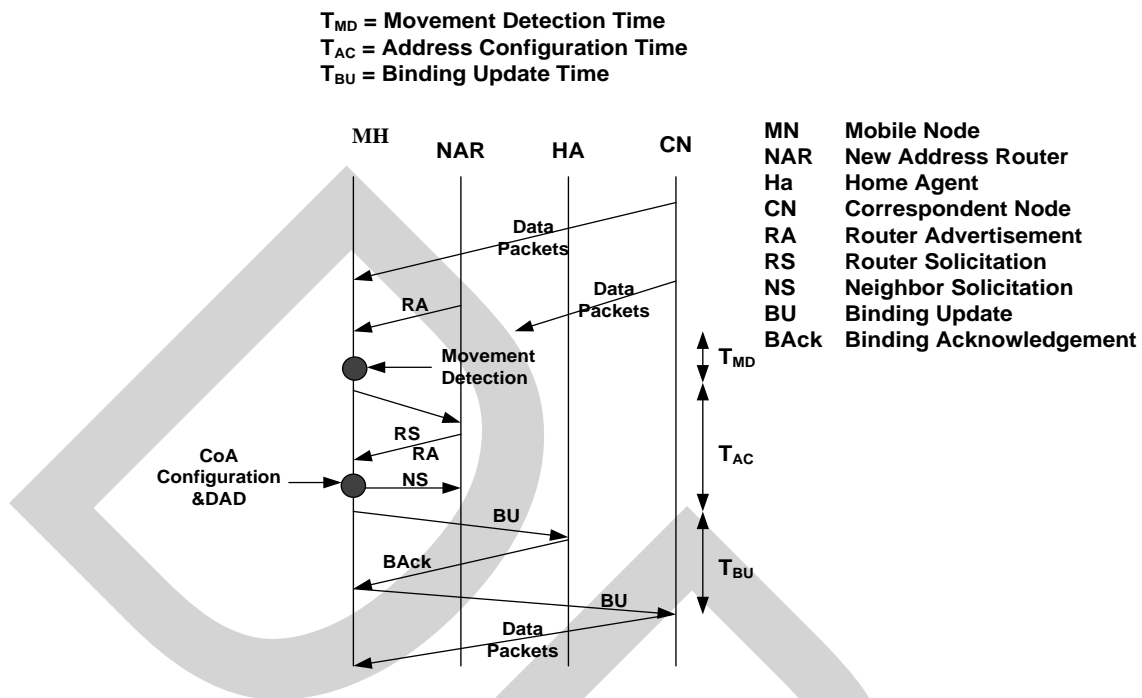 TMD = Movement Detection Time
TAC = Address Configuration Time
TBU = Binding Update Time
MH
NAR
HA
CN
MN Mobile Node
NAR New Address Router
Ha Home Agent
CN Correspondent Node
RA Router Advertisement
RS Router Solicitation
NS Neighbor Solicitation
BU Binding Update
BAck Binding Acknowledgement
Data
Packets
Data
Packets
RA
TMD
Movement
Detection
RS
RA
TAC
CoA
Configuration
&DAD
NS
BU
BAck
TBU
BU
Data
Packets